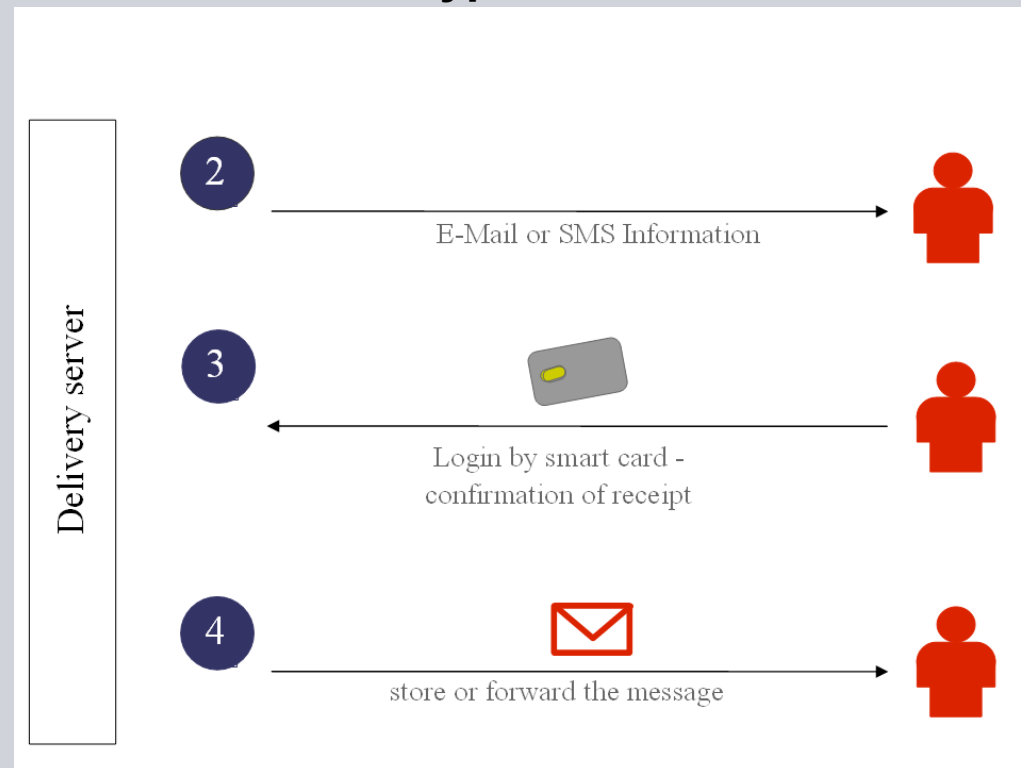 Delivery server
2
E-Mail or SMS Information
3
Login by smart card -
confirmation of receipt
4
store or forward the message